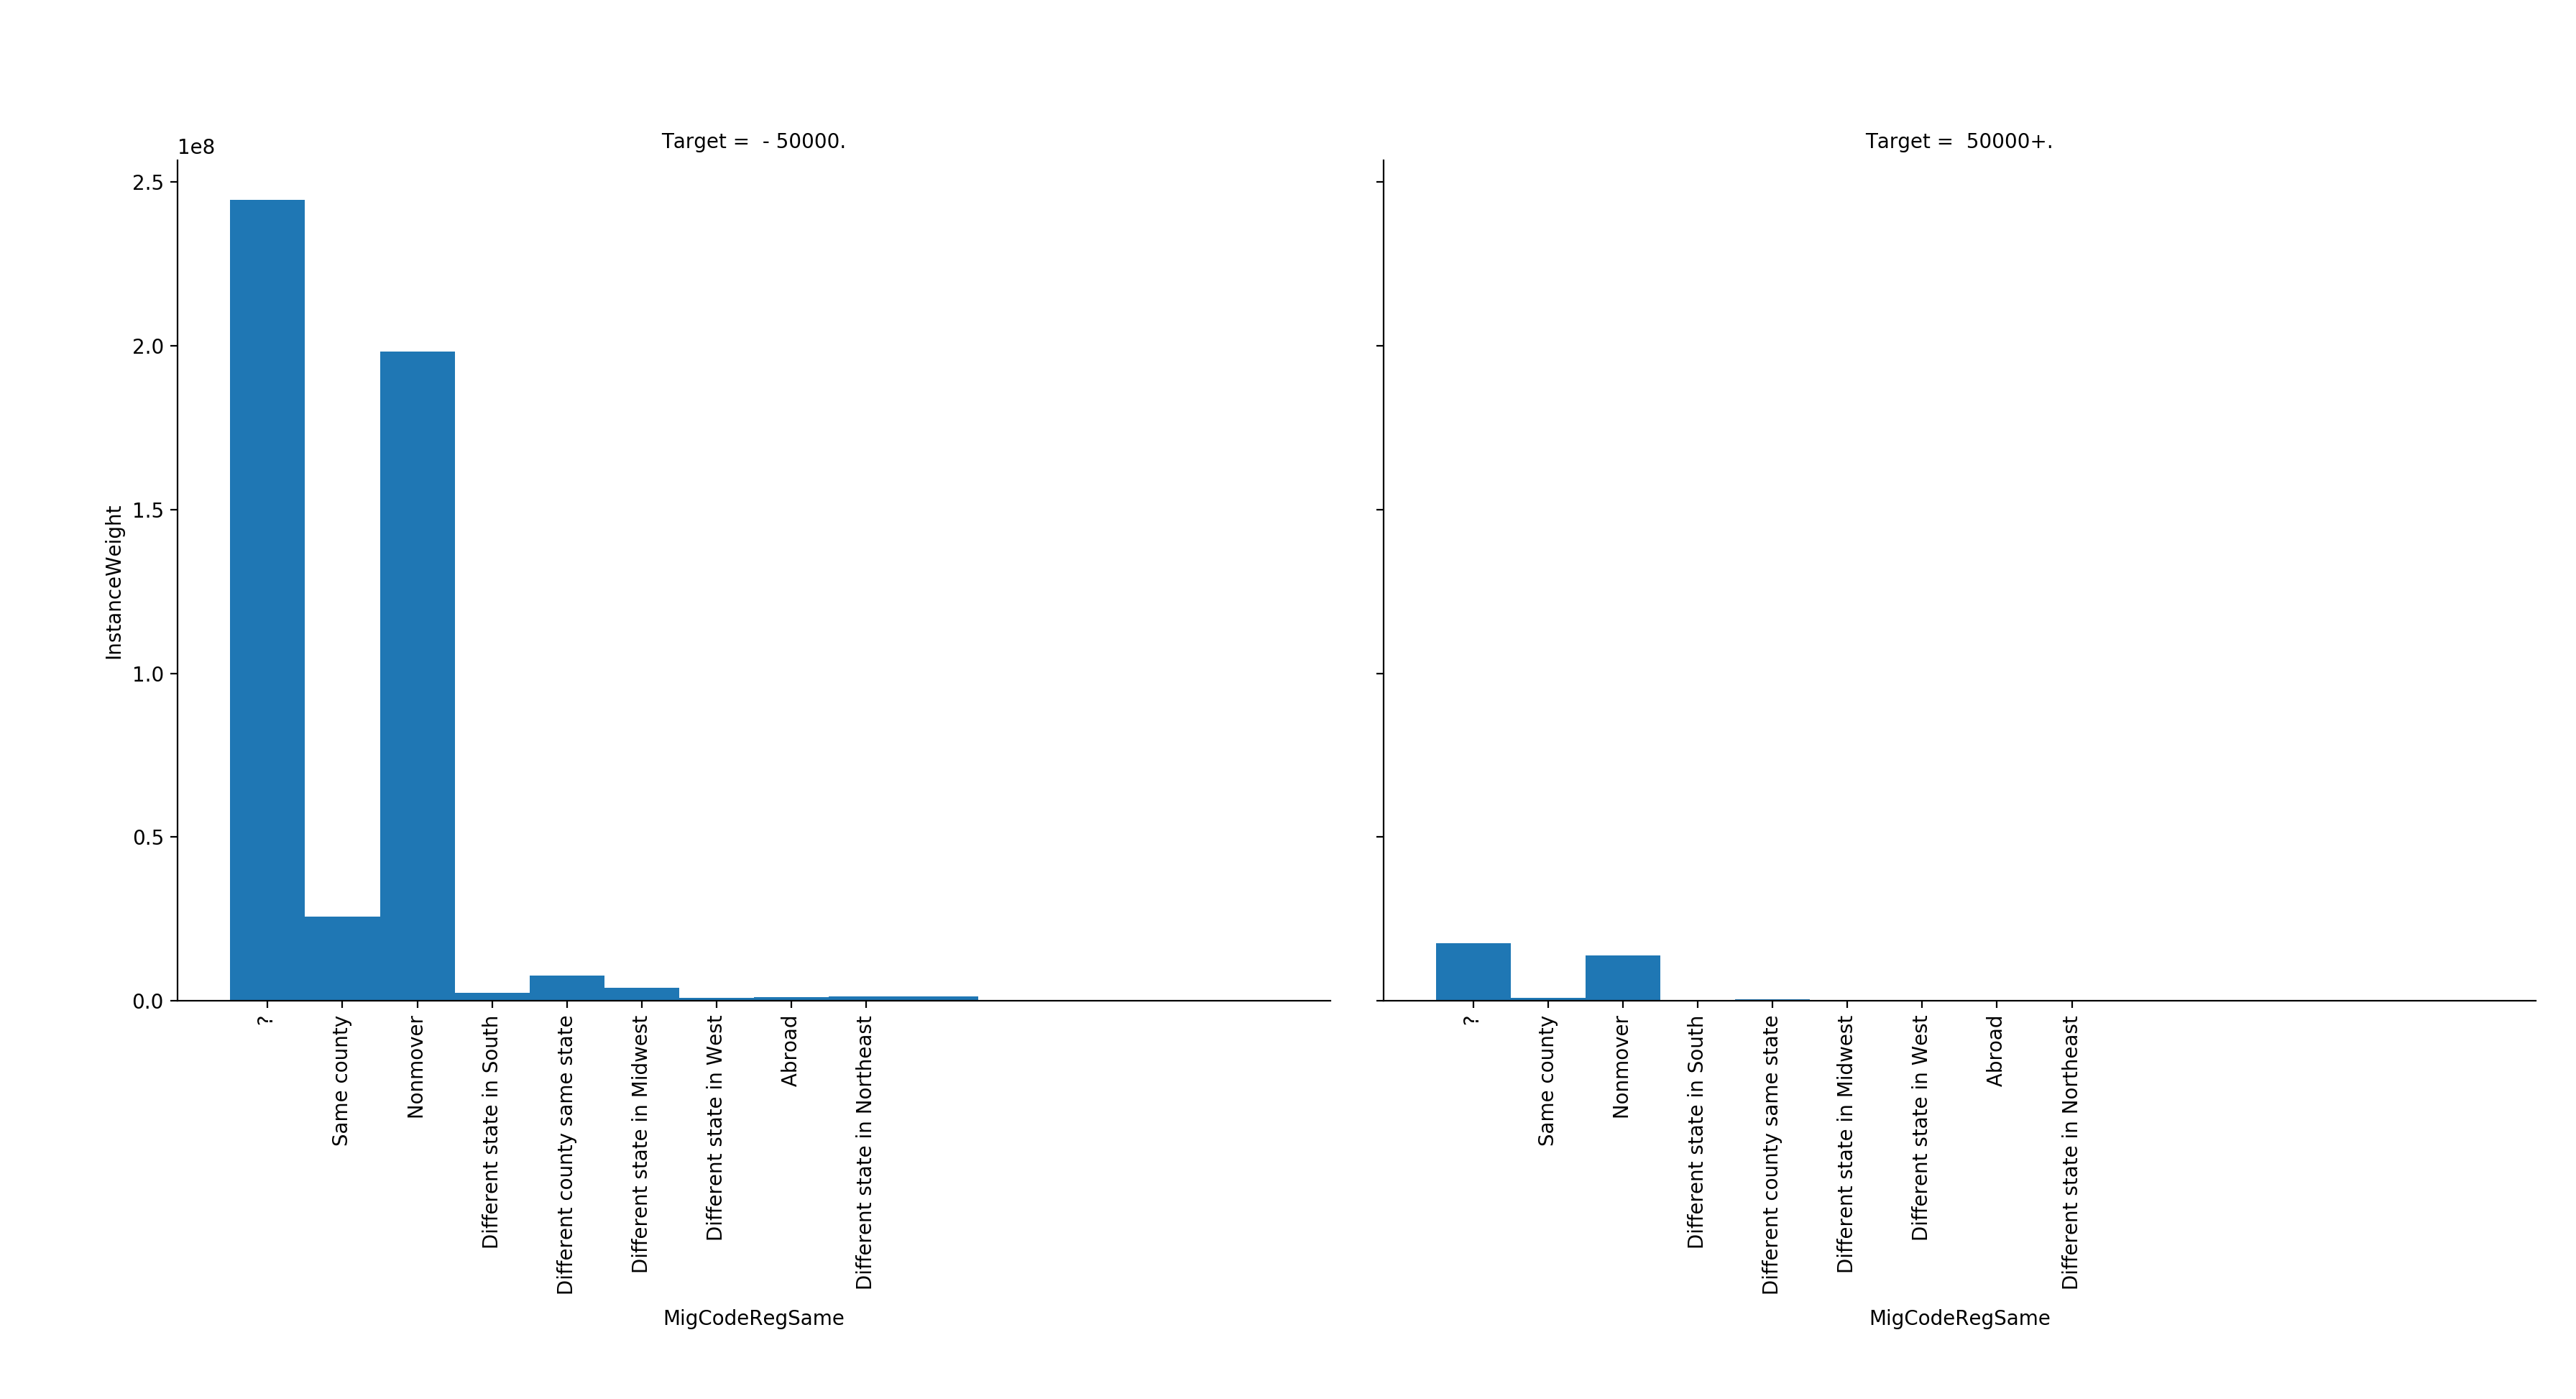 Target =  - 50000.
Target =  50000+.
1e8
2.5
2.0
1.5
1.0
0.5
0.0
InstanceWeight
?
Same county
Nonmover
Different state in South
Different county same state
Different state in Midwest
Different state in West
Abroad
Different state in Northeast
MigCodeRegSame
?
Same county
Nonmover
Different state in South
Different county same state
Different state in Midwest
Different state in West
Abroad
Different state in Northeast
MigCodeRegSame